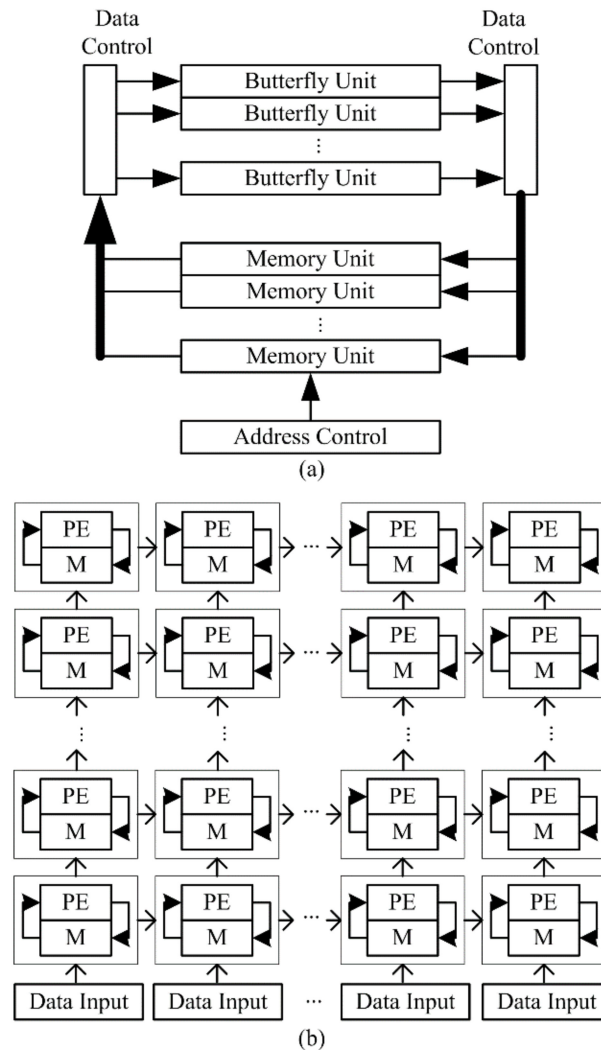 Data Control Data Control
Butterfly Unit
Butterfly Unit
⋮
Butterfly Unit
Memory Unit
Memory Unit
⋮
Memory Unit
Address Control
(a)
PE PE ... PE PE
M M M M
PE PE ... PE PE
M M M M
⋮ ⋮ ⋮ ⋮
PE PE ... PE PE
M M M M
PE PE ... PE PE
M M M M
Data Input Data Input ... Data Input Data Input
(b)